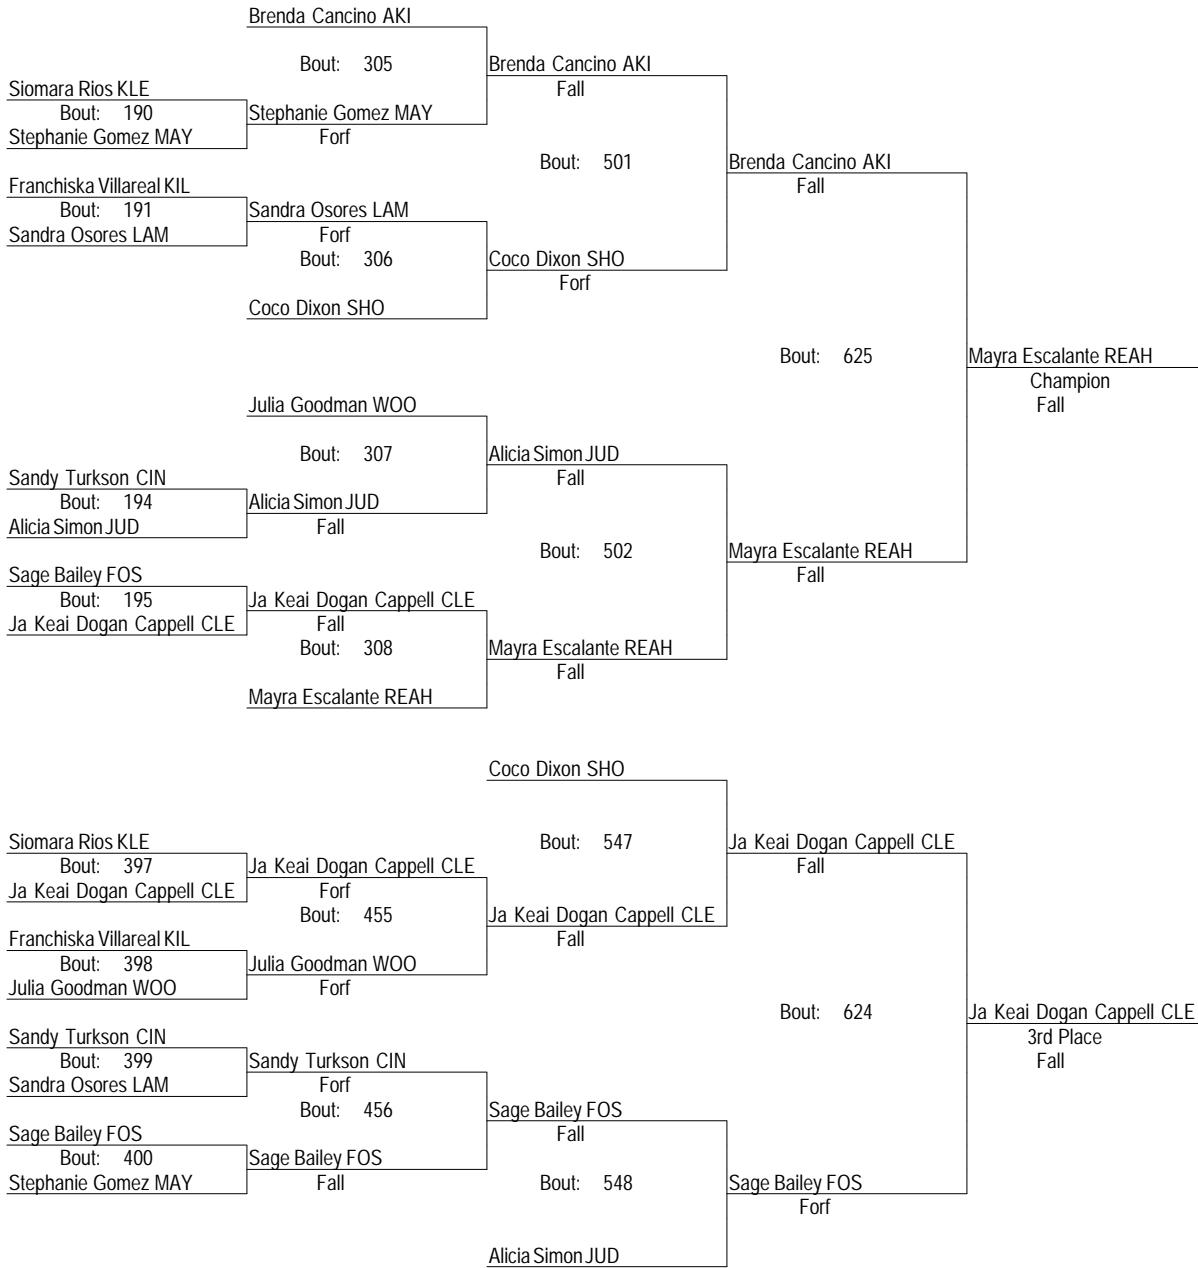 Brenda Cancino AKI
Bout: 305
Brenda Cancino AKI
Fall
Siomara Rios KLE
Bout: 190
Stephanie Gomez MAY
Stephanie Gomez MAY
Forf
Bout: 501
Brenda Cancino AKI
Fall
Franchiska Villareal KIL
Bout: 191
Sandra Osores LAM
Sandra Osores LAM
Forf
Bout: 306
Coco Dixon SHO
Forf
Coco Dixon SHO
Bout: 625
Mayra Escalante REAH
Champion
Fall
Julia Goodman WOO
Bout: 307
Alicia Simon JUD
Fall
Sandy Turkson CIN
Bout: 194
Alicia Simon JUD
Alicia Simon JUD
Fall
Bout: 502
Mayra Escalante REAH
Fall
Sage Bailey FOS
Bout: 195
Ja Keai Dogan Cappell CLE
Ja Keai Dogan Cappell CLE
Fall
Bout: 308
Mayra Escalante REAH
Fall
Mayra Escalante REAH
Coco Dixon SHO
Bout: 547
Ja Keai Dogan Cappell CLE
Fall
Siomara Rios KLE
Bout: 397
Ja Keai Dogan Cappell CLE
Ja Keai Dogan Cappell CLE
Forf
Bout: 455
Ja Keai Dogan Cappell CLE
Fall
Franchiska Villareal KIL
Bout: 398
Julia Goodman WOO
Julia Goodman WOO
Forf
Bout: 624
Ja Keai Dogan Cappell CLE
3rd Place
Fall
Sandy Turkson CIN
Bout: 399
Sandra Osores LAM
Sandy Turkson CIN
Forf
Bout: 456
Sage Bailey FOS
Fall
Sage Bailey FOS
Bout: 400
Stephanie Gomez MAY
Sage Bailey FOS
Fall
Bout: 548
Sage Bailey FOS
Forf
Alicia Simon JUD